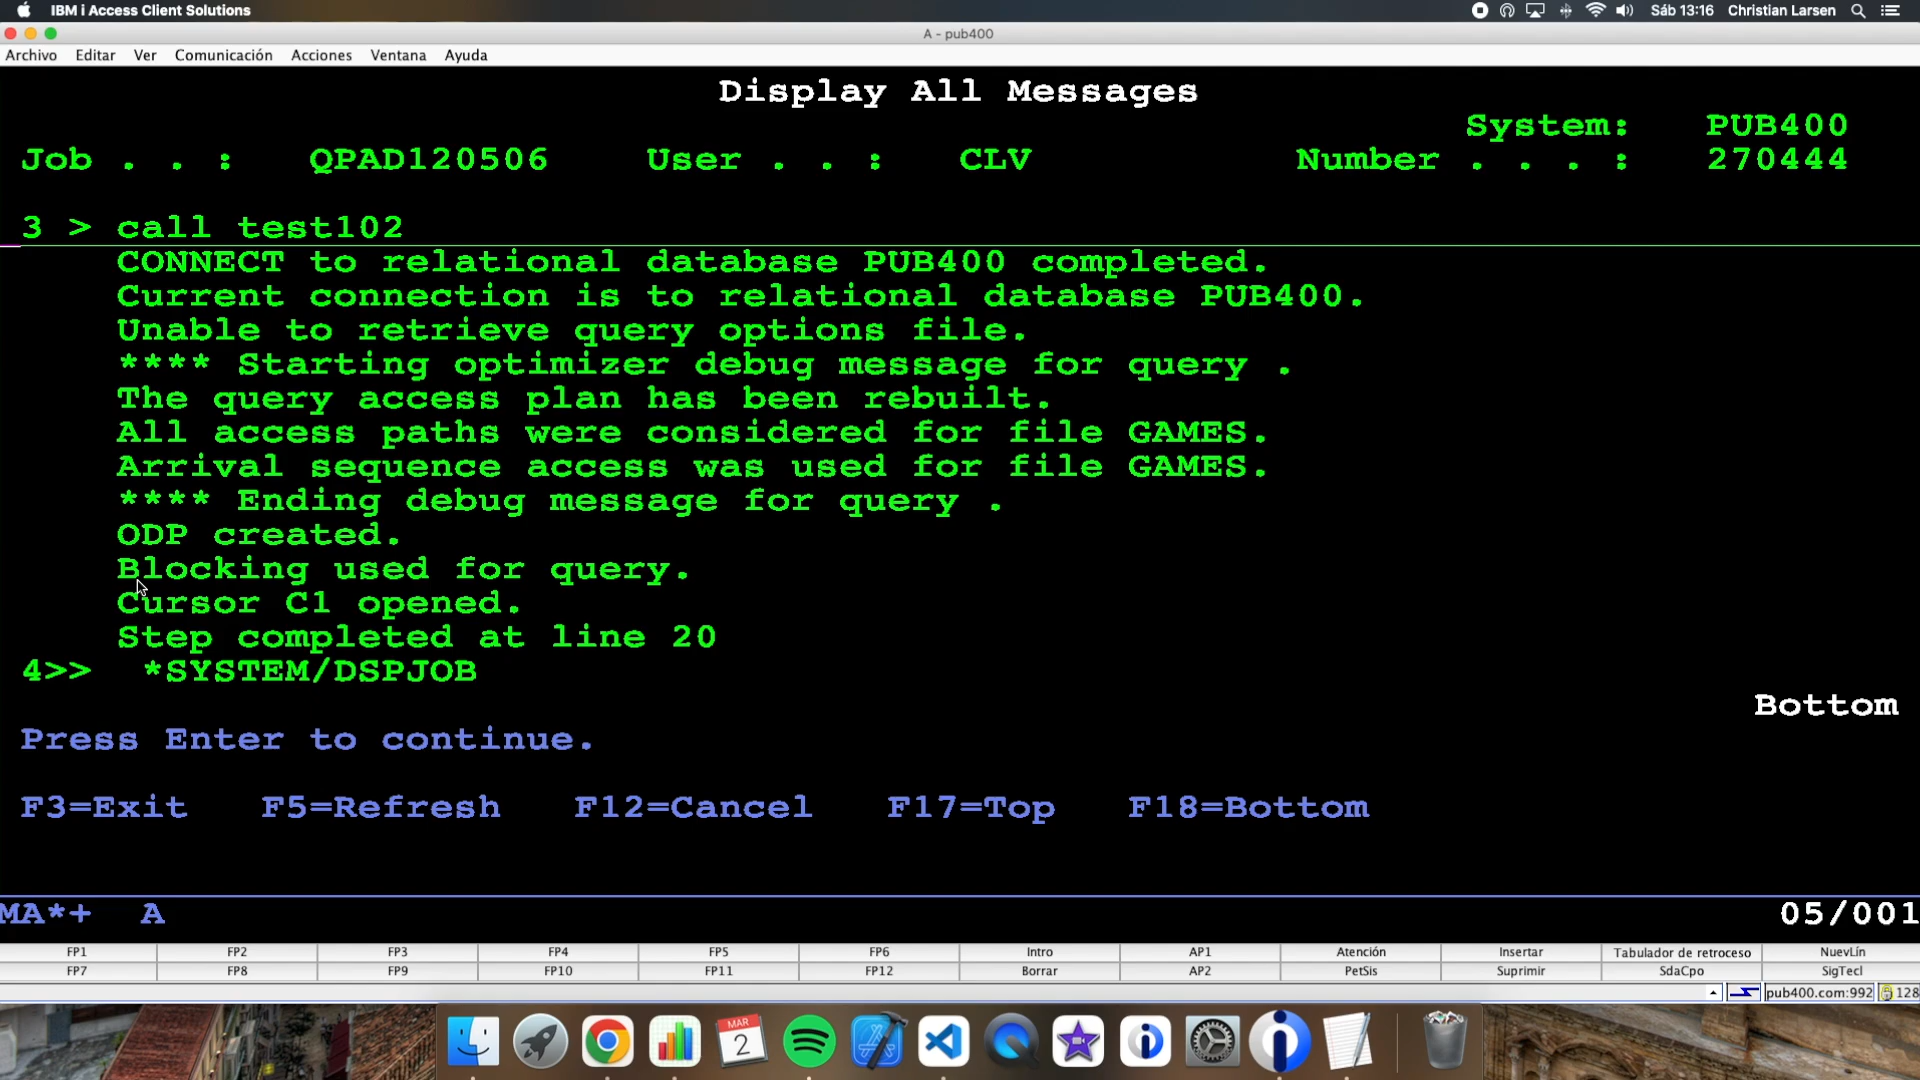 IBM i Access Client Solutions
Sáb 13:16 Christian Larsen
A - pub400
Archivo Editar Ver Comunicación Acciones Ventana Ayuda
Display All Messages
System: PUB400
Job . . : QPAD120506 User . . : CLV Number . . . : 270444
3 > call test102
CONNECT to relational database PUB400 completed.
Current connection is to relational database PUB400.
Unable to retrieve query options file.
**** Starting optimizer debug message for query .
The query access plan has been rebuilt.
All access paths were considered for file GAMES.
Arrival sequence access was used for file GAMES.
**** Ending debug message for query .
ODP created.
Blocking used for query.
Cursor C1 opened.
Step completed at line 20
4>> *SYSTEM/DSPJOB
Bottom
Press Enter to continue.
F3=Exit F5=Refresh F12=Cancel F17=Top F18=Bottom
MA*+ A 05/001
FP1 FP2 FP3 FP4 FP5 FP6 Intro AP1 Atención Insertar Tabulador de retroceso NuevLín
FP7 FP8 FP9 FP10 FP11 FP12 Borrar AP2 PetSis Suprimir SdaCpo SigTecl
pub400.com:992 128
MAR
2